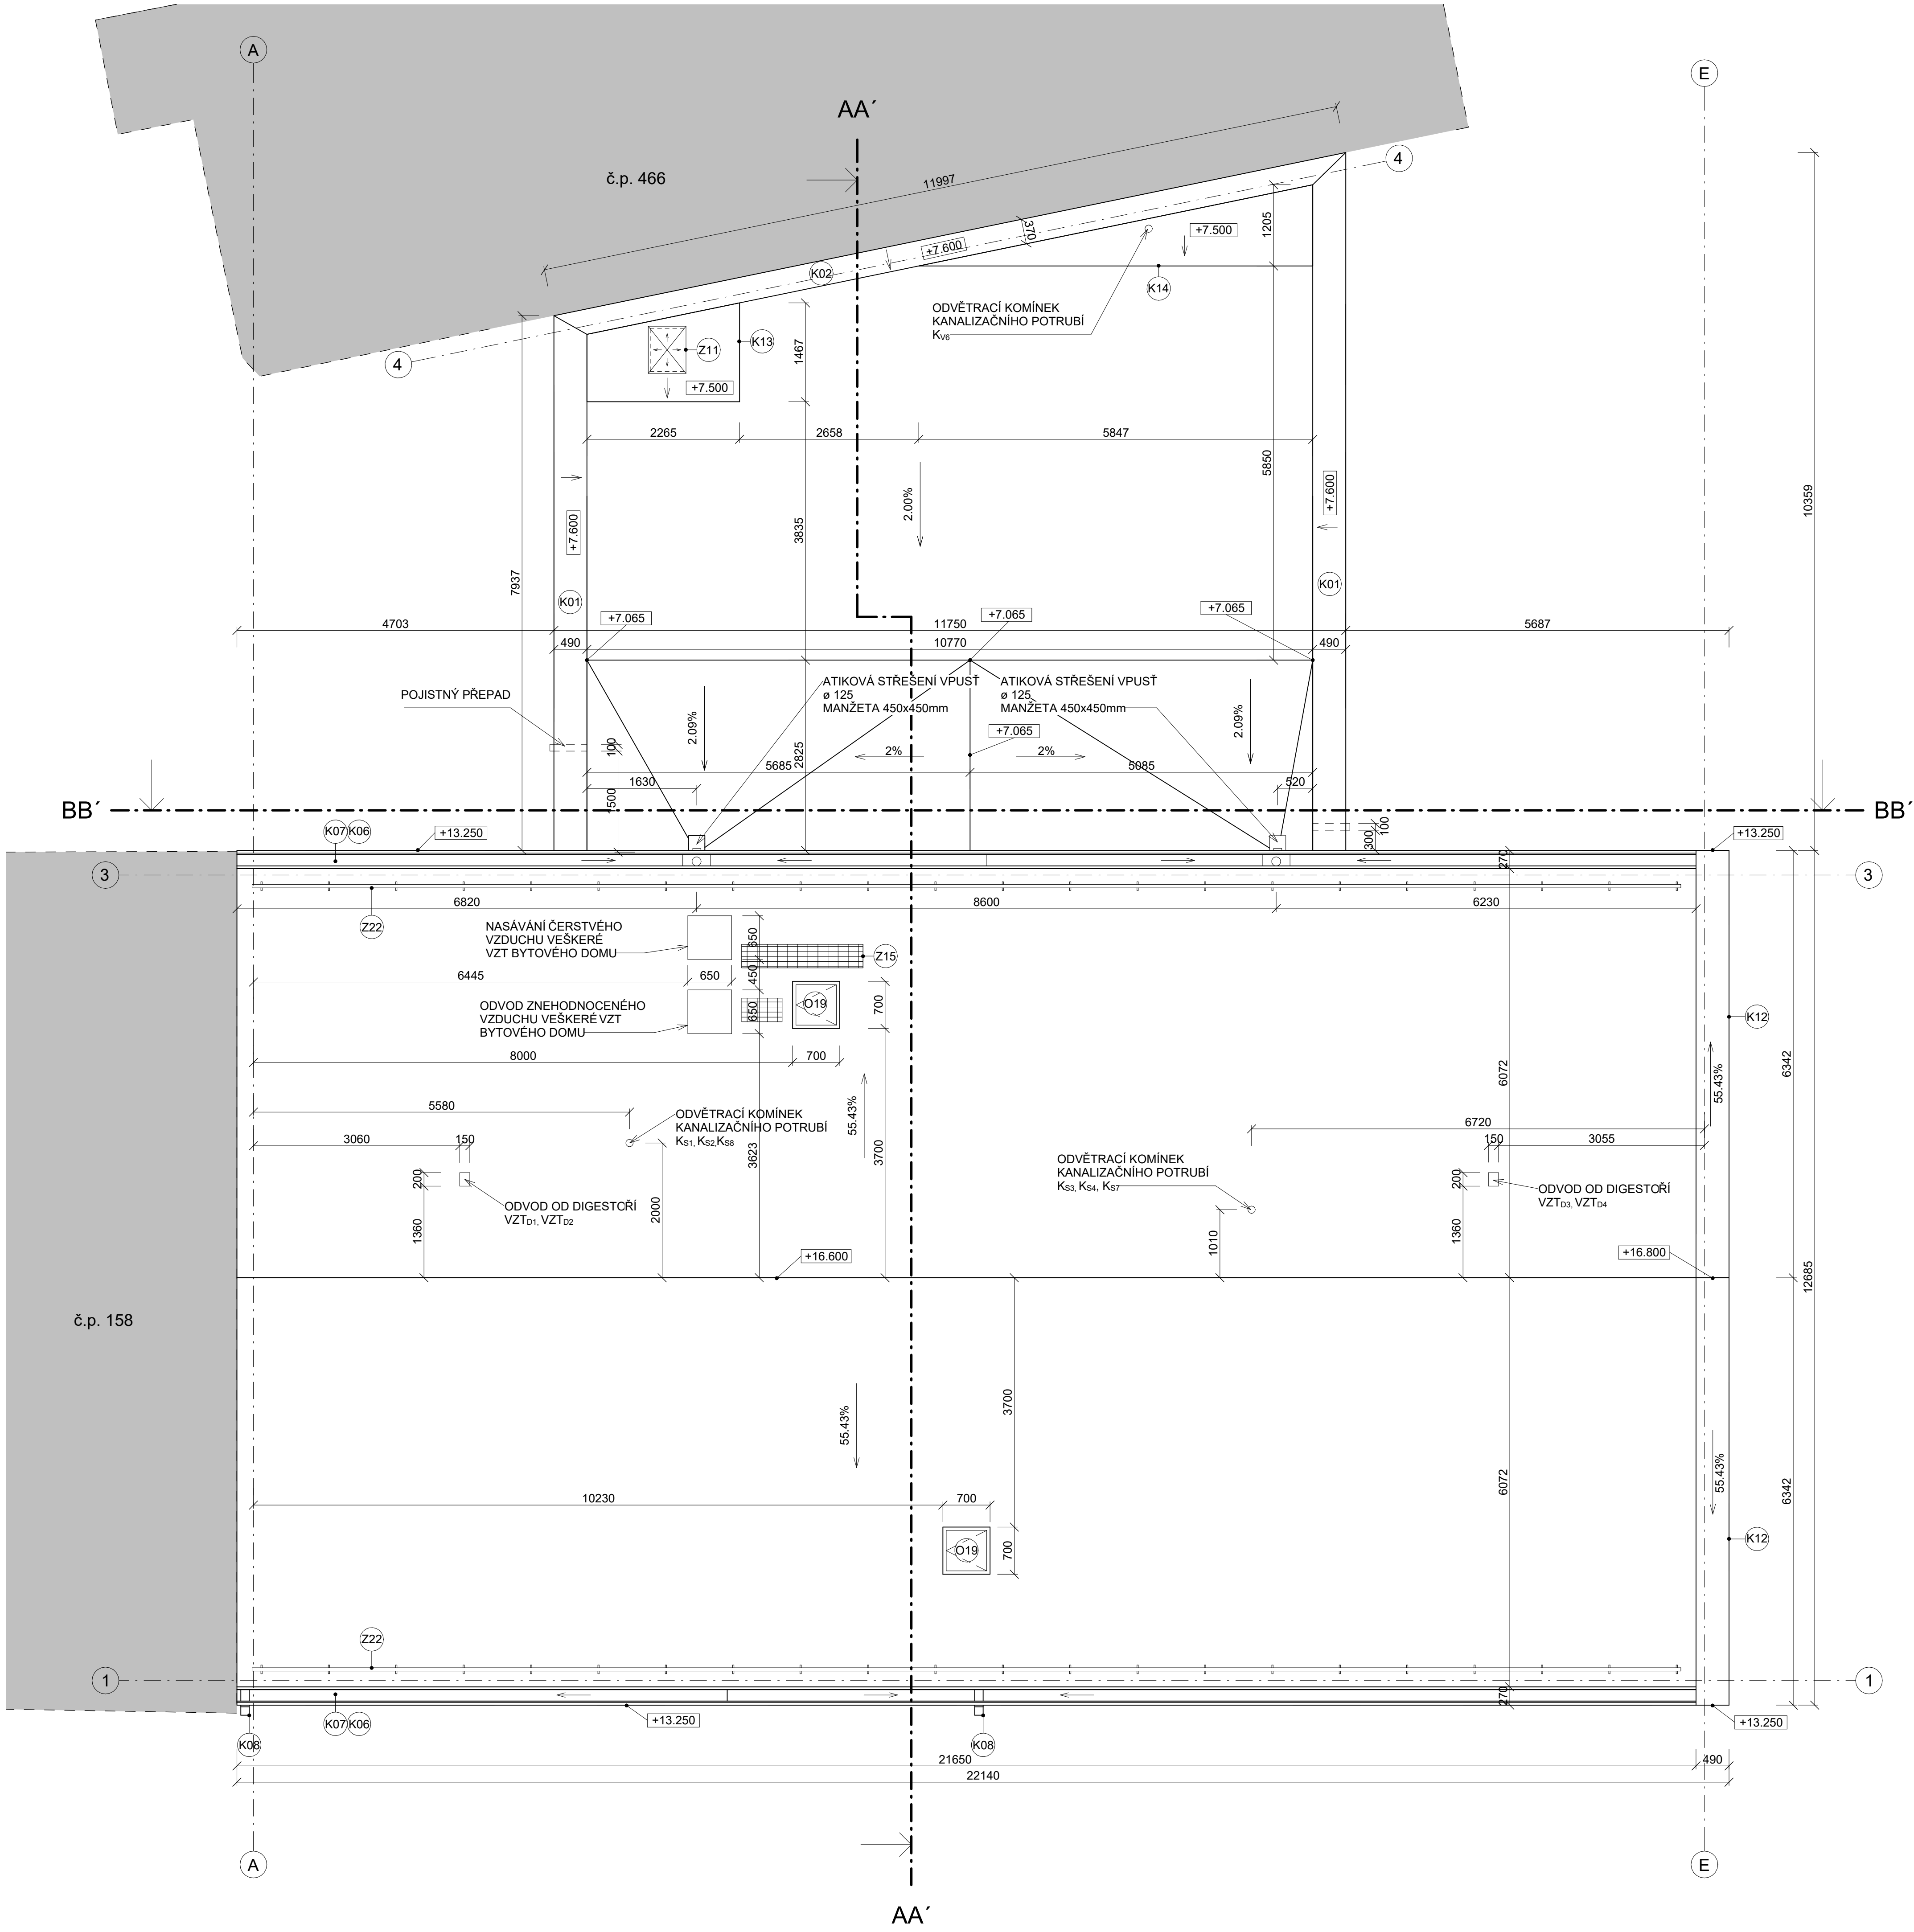 A
E
AA´
4
č.p. 466
11997
370
+7.600
K02
1205
+7.500
K14
ODVĚTRACÍ KOMÍNEK
KANALIZAČNÍHO POTRUBÍ
KV6
4
Z11
K13
+7.500
1467
2265
2658
5847
5850
2.00%
3835
+7.600
+7.600
10359
7937
K01
K01
+7.065
+7.065
+7.065
4703
11750
5687
490
10770
490
POJISTNÝ PŘEPAD
ATIKOVÁ STŘEŠENÍ VPUSŤ
ø 125
MANŽETA 450x450mm
ATIKOVÁ STŘEŠENÍ VPUSŤ
ø 125
MANŽETA 450x450mm
2.09%
2.09%
+7.065
2%
2%
100
2825
5685
5085
1630
520
1500
BB´
BB´
100
300
K07
K06
+13.250
+13.250
270
3
3
Z22
6820
8600
6230
NASÁVÁNÍ ČERSTVÉHO
VZDUCHU VEŠKERÉ
VZT BYTOVÉHO DOMU
650
Z15
6445
650
450
ODVOD ZNEHODNOCENÉHO
VZDUCHU VEŠKERÉ VZT
BYTOVÉHO DOMU
650
O19
700
K12
8000
700
6072
6342
55.43%
55.43%
5580
ODVĚTRACÍ KOMÍNEK
KANALIZAČNÍHO POTRUBÍ
KS1, KS2,KS8
3060
150
3623
3700
6720
150
3055
ODVĚTRACÍ KOMÍNEK
KANALIZAČNÍHO POTRUBÍ
KS3, KS4, KS7
200
ODVOD OD DIGESTOŘÍ
VZTD1, VZTD2
200
ODVOD OD DIGESTOŘÍ
VZTD3, VZTD4
1360
2000
1010
1360
+16.600
+16.800
12685
č.p. 158
3700
55.43%
6072
55.43%
6342
10230
700
O19
700
K12
Z22
1
1
270
K07
K06
+13.250
+13.250
K08
K08
21650
490
22140
A
E
AA´